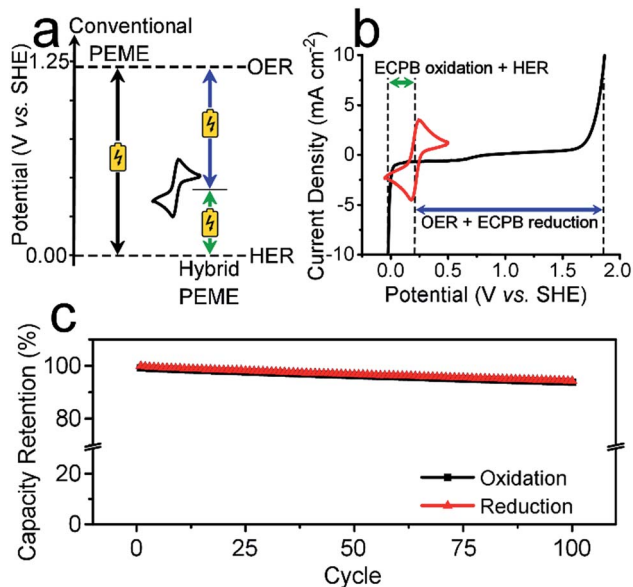 a
Conventional
PEME
Potential (V vs. SHE)
1.25
OER
0.00
HER
Hybrid
PEME
b
Current Density (mA cm⁻²)
10
5
0
-5
-10
ECPB oxidation + HER
OER + ECPB reduction
0.0 0.5 1.0 1.5 2.0
Potential (V vs. SHE)
c
Capacity Retention (%)
100
80
20
0
Oxidation
Reduction
0 25 50 75 100
Cycle